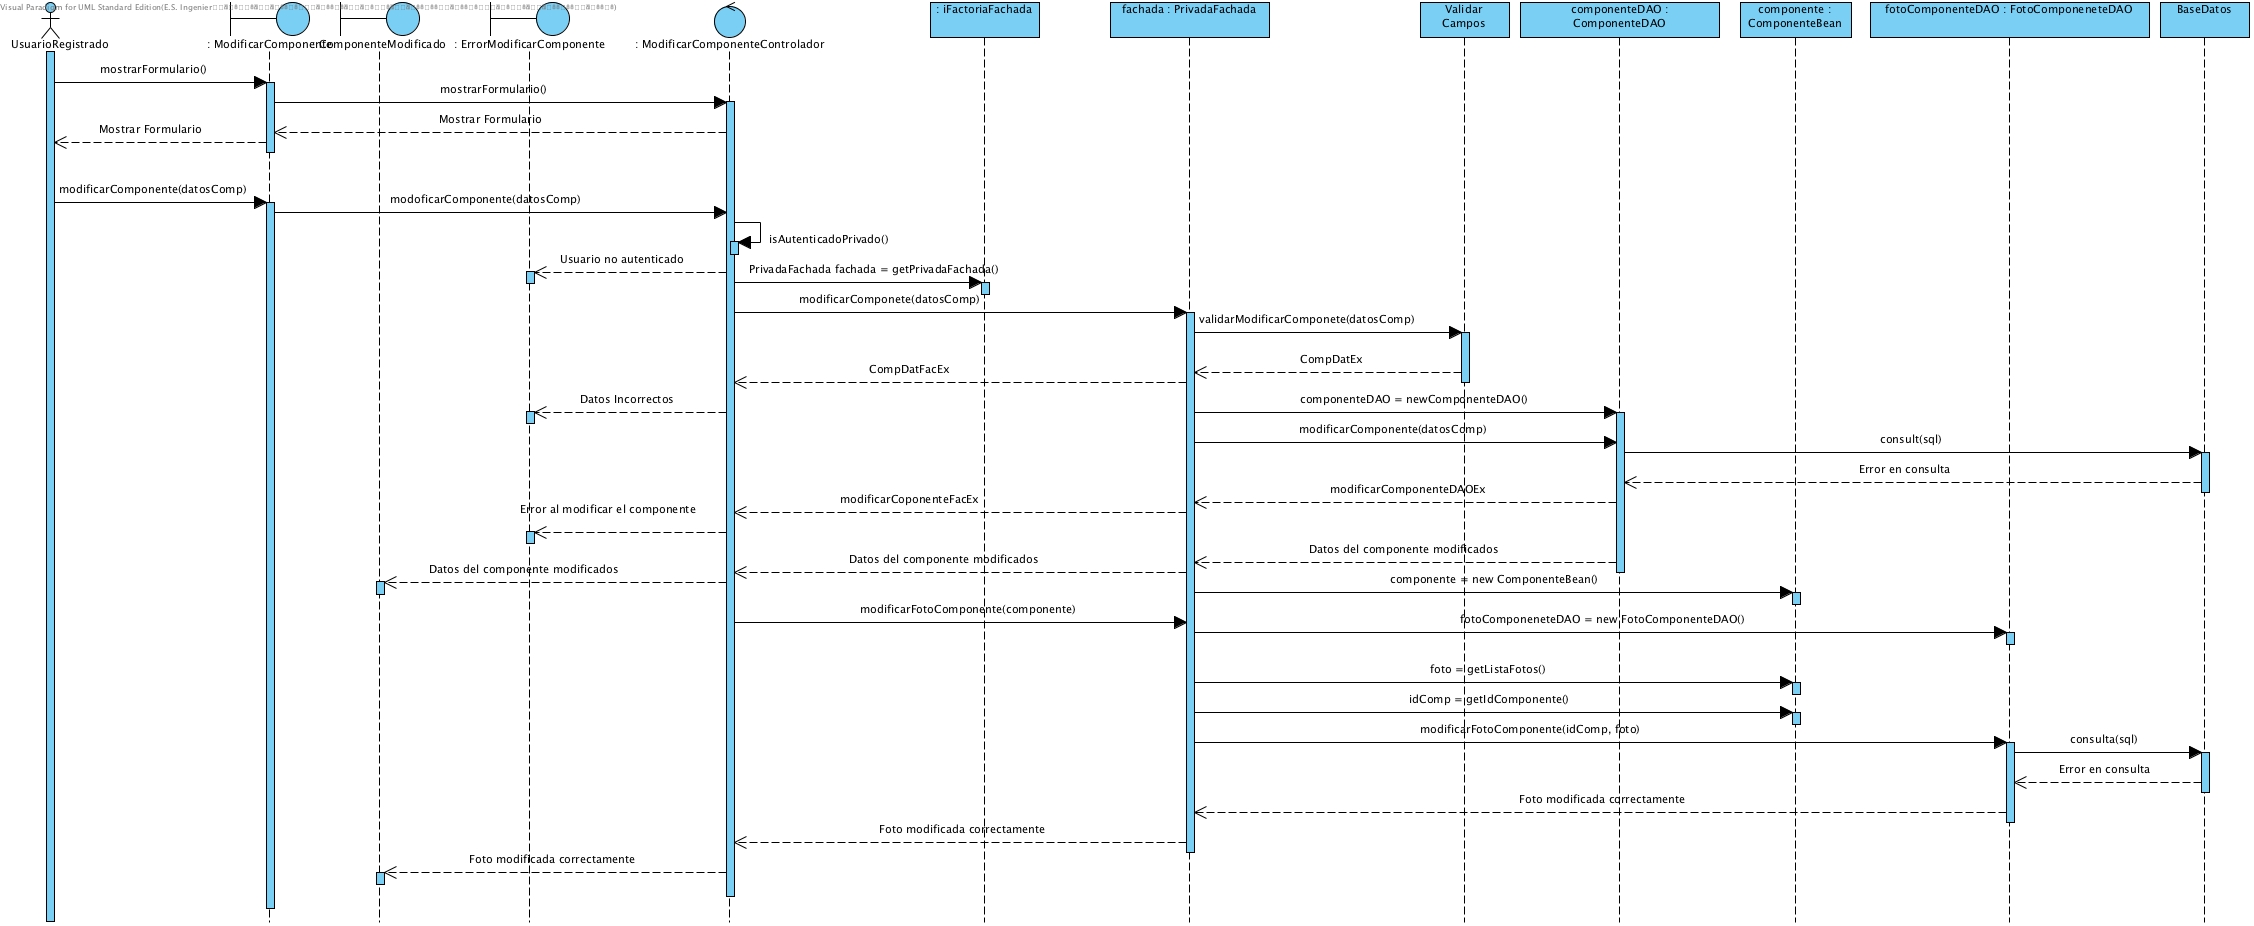 Visual Paradigm for UML Standard Edition(E.S. Ingenier
UsuarioRegistrado
: ModificarComponente
ComponenteModificado
: ErrorModificarComponente
: ModificarComponenteControlador
: iFactoriaFachada
fachada : PrivadaFachada
Validar
Campos
componenteDAO :
ComponenteDAO
componente :
ComponenteBean
fotoComponenteDAO : FotoComponeneteDAO
BaseDatos
mostrarFormulario()
mostrarFormulario()
Mostrar Formulario
Mostrar Formulario
modificarComponente(datosComp)
modoficarComponente(datosComp)
isAutenticadoPrivado()
Usuario no autenticado
PrivadaFachada fachada = getPrivadaFachada()
modificarComponete(datosComp)
validarModificarComponete(datosComp)
CompDatEx
CompDatFacEx
Datos Incorrectos
componenteDAO = newComponenteDAO()
modificarComponente(datosComp)
consult(sql)
Error en consulta
modificarComponenteDAOEx
modificarCoponenteFacEx
Error al modificar el componente
Datos del componente modificados
Datos del componente modificados
Datos del componente modificados
componente = new ComponenteBean()
modificarFotoComponente(componente)
fotoComponeneteDAO = new FotoComponenteDAO()
foto = getListaFotos()
idComp = getIdComponente()
modificarFotoComponente(idComp, foto)
consulta(sql)
Error en consulta
Foto modificada correctamente
Foto modificada correctamente
Foto modificada correctamente